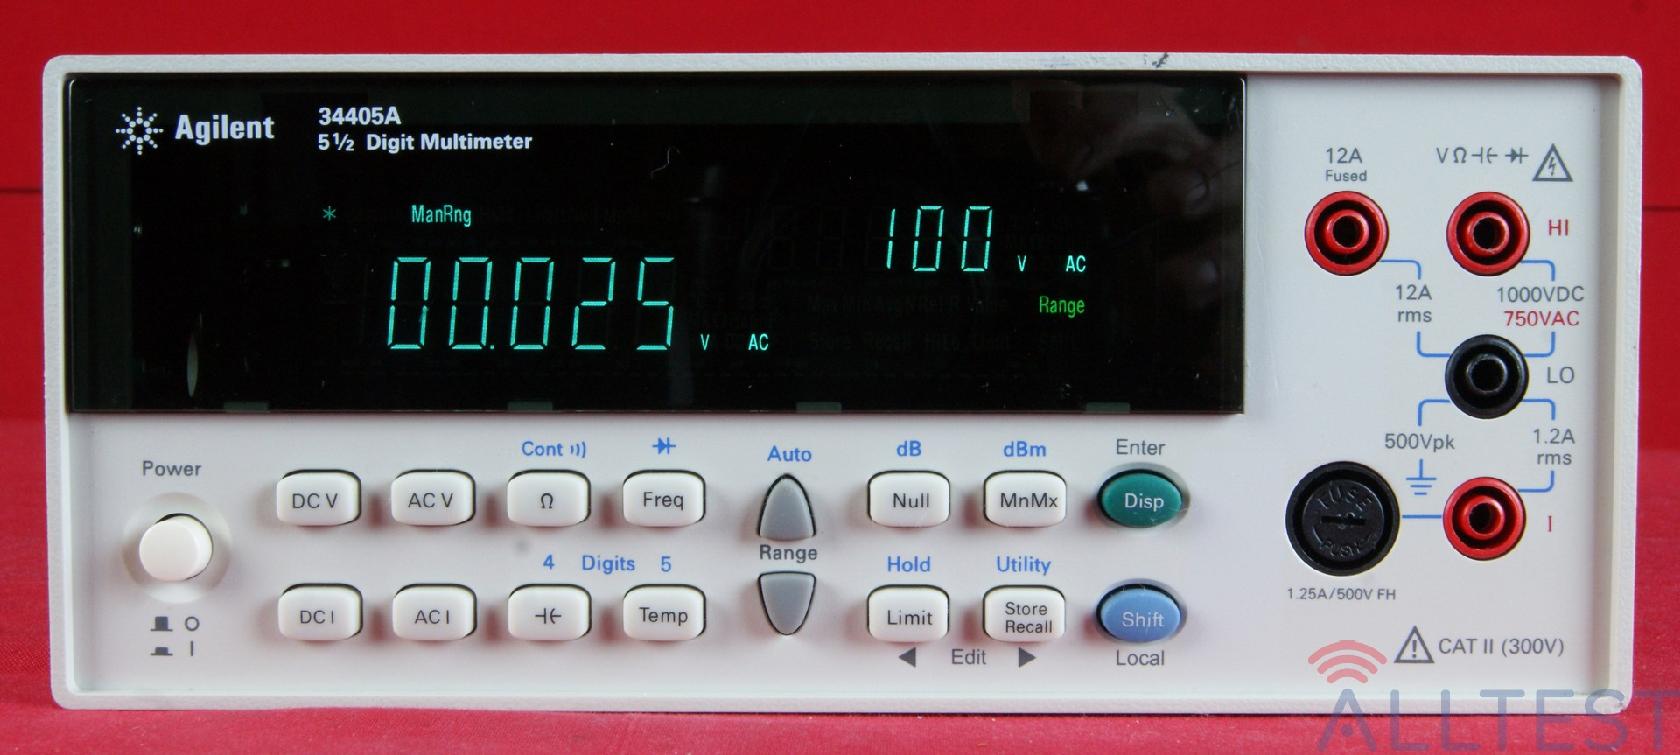 Agilent
34405A
5½ Digit Multimeter
* ManRng
00.025 V AC
100 V AC
Range
12A
Fused
VΩ
HI
12A
rms
1000VDC
750VAC
LO
500Vpk
1.2A
rms
I
FUSE
PUSH
1.25A/500V FH
CAT II (300V)
Power
O
I
Cont
DC V AC V Ω Freq
4 Digits 5
DC I AC I Temp
Auto
Range
dB dBm Enter
Null MnMx Disp
Hold Utility
Limit Store Recall Shift
Edit Local
ALLTEST